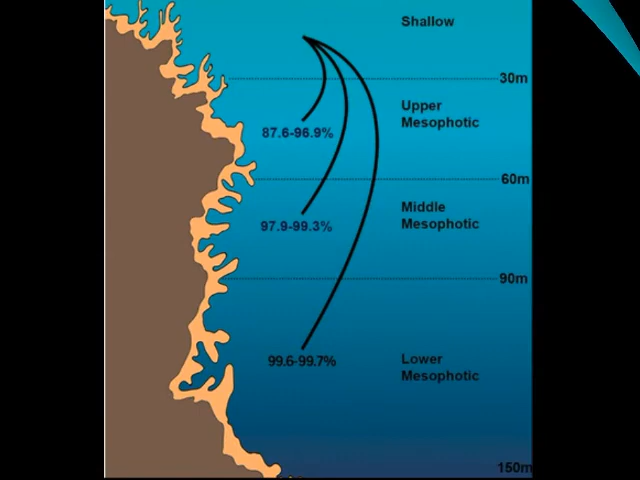 Shallow
30m
Upper
Mesophotic
87.6-96.9%
60m
Middle
Mesophotic
97.9-99.3%
90m
Lower
Mesophotic
99.6-99.7%
150m